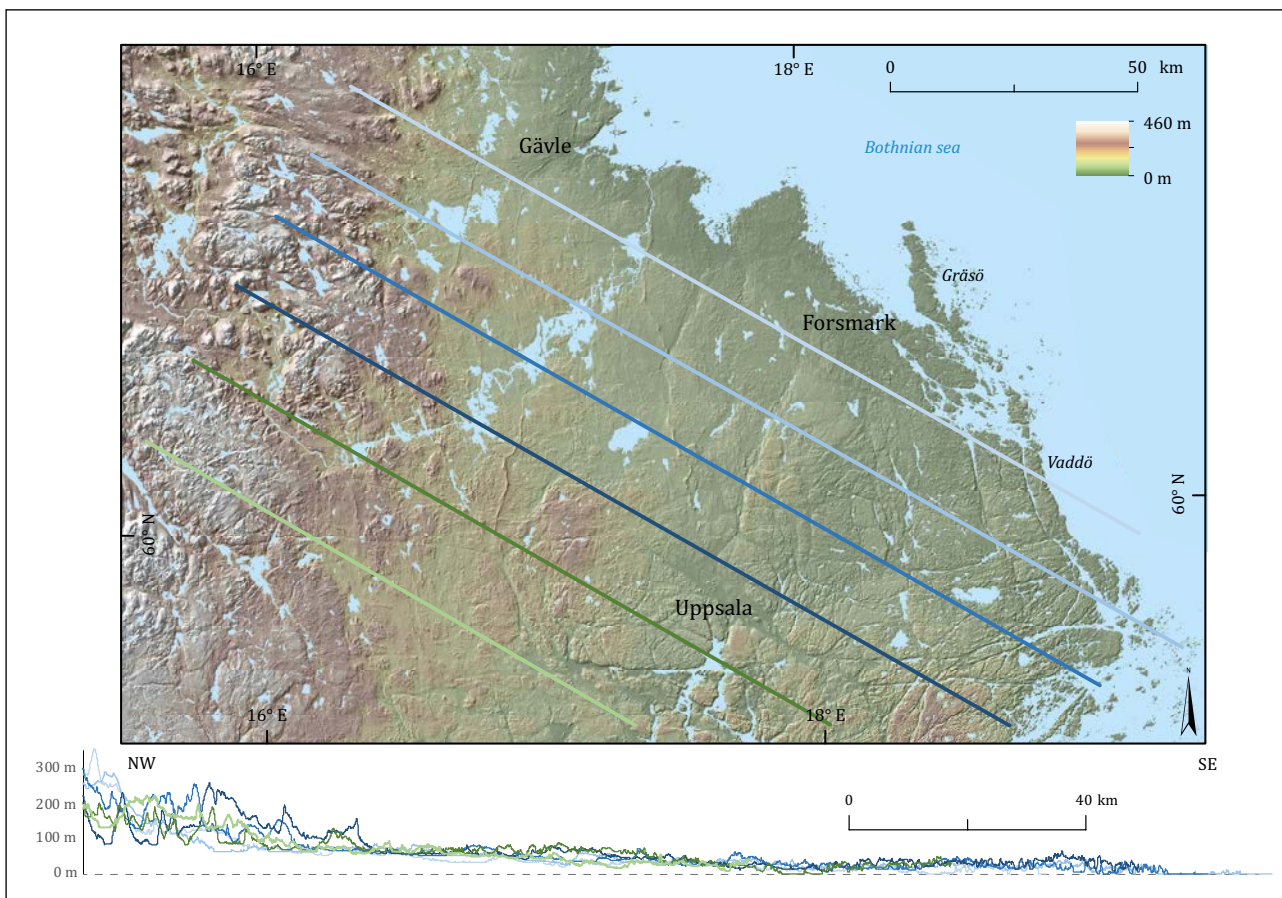 16° E
18° E
0 50 km
460 m
0 m
Gävle
Bothnian sea
Gräsö
Forsmark
Vaddö
60° N
60° N
Uppsala
N
16° E
18° E
NW
SE
300 m
200 m
100 m
0 m
0 40 km